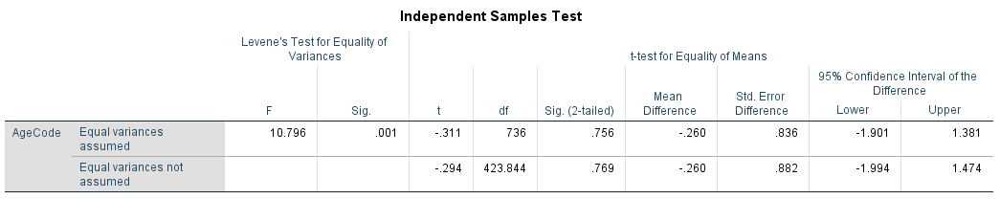 Independent Samples Test
Levene's Test for Equality of
Variances
t-test for Equality of Means
95% Confidence Interval of the
Difference
F Sig. t df Sig. (2-tailed) Mean
Difference Std. Error
Difference Lower Upper
AgeCode Equal variances
assumed 10.796 .001 -.311 736 .756 -.260 .836 -1.901 1.381
Equal variances not
assumed -.294 423.844 .769 -.260 .882 -1.994 1.474